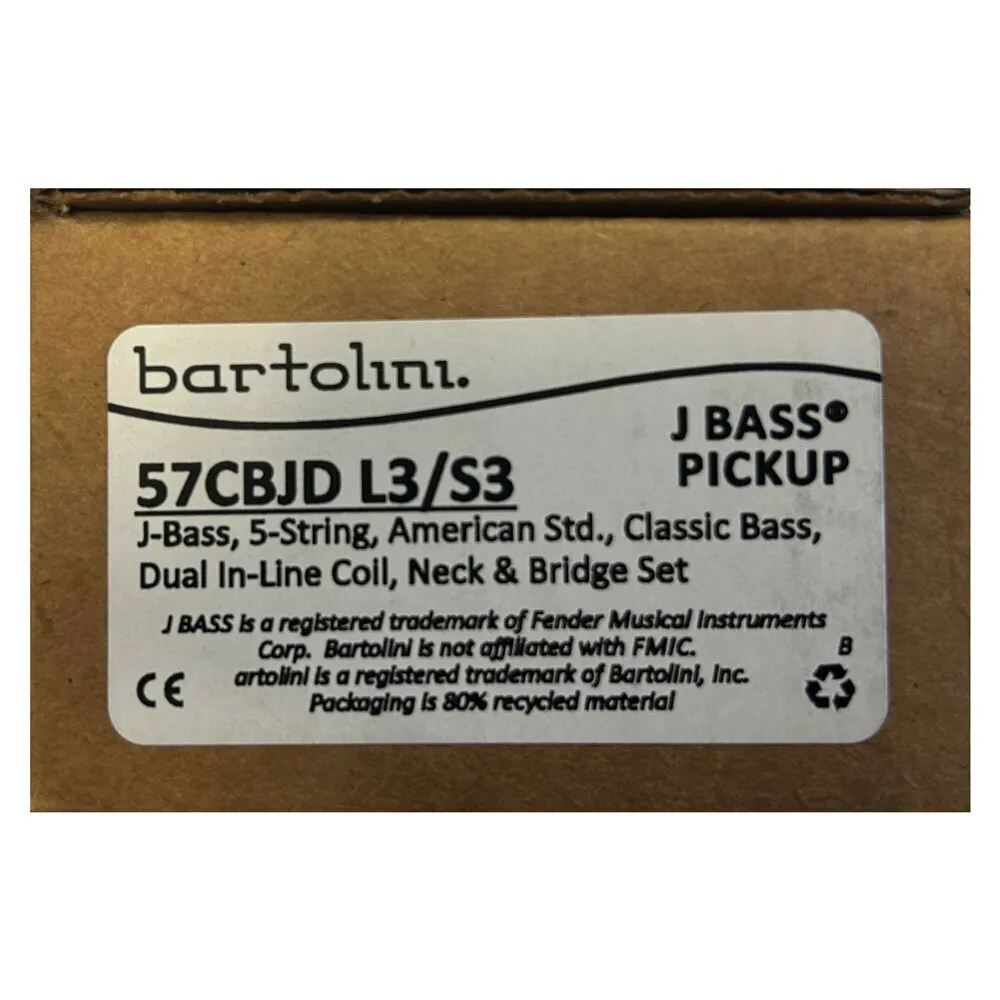 bartolini.
J BASS®
PICKUP
57CBJD L3/S3
J-Bass, 5-String, American Std., Classic Bass,
Dual In-Line Coil, Neck & Bridge Set
J BASS is a registered trademark of Fender Musical Instruments
Corp. Bartolini is not affiliated with FMIC. B
artolini is a registered trademark of Bartolini, Inc.
Packaging is 80% recycled material
CE